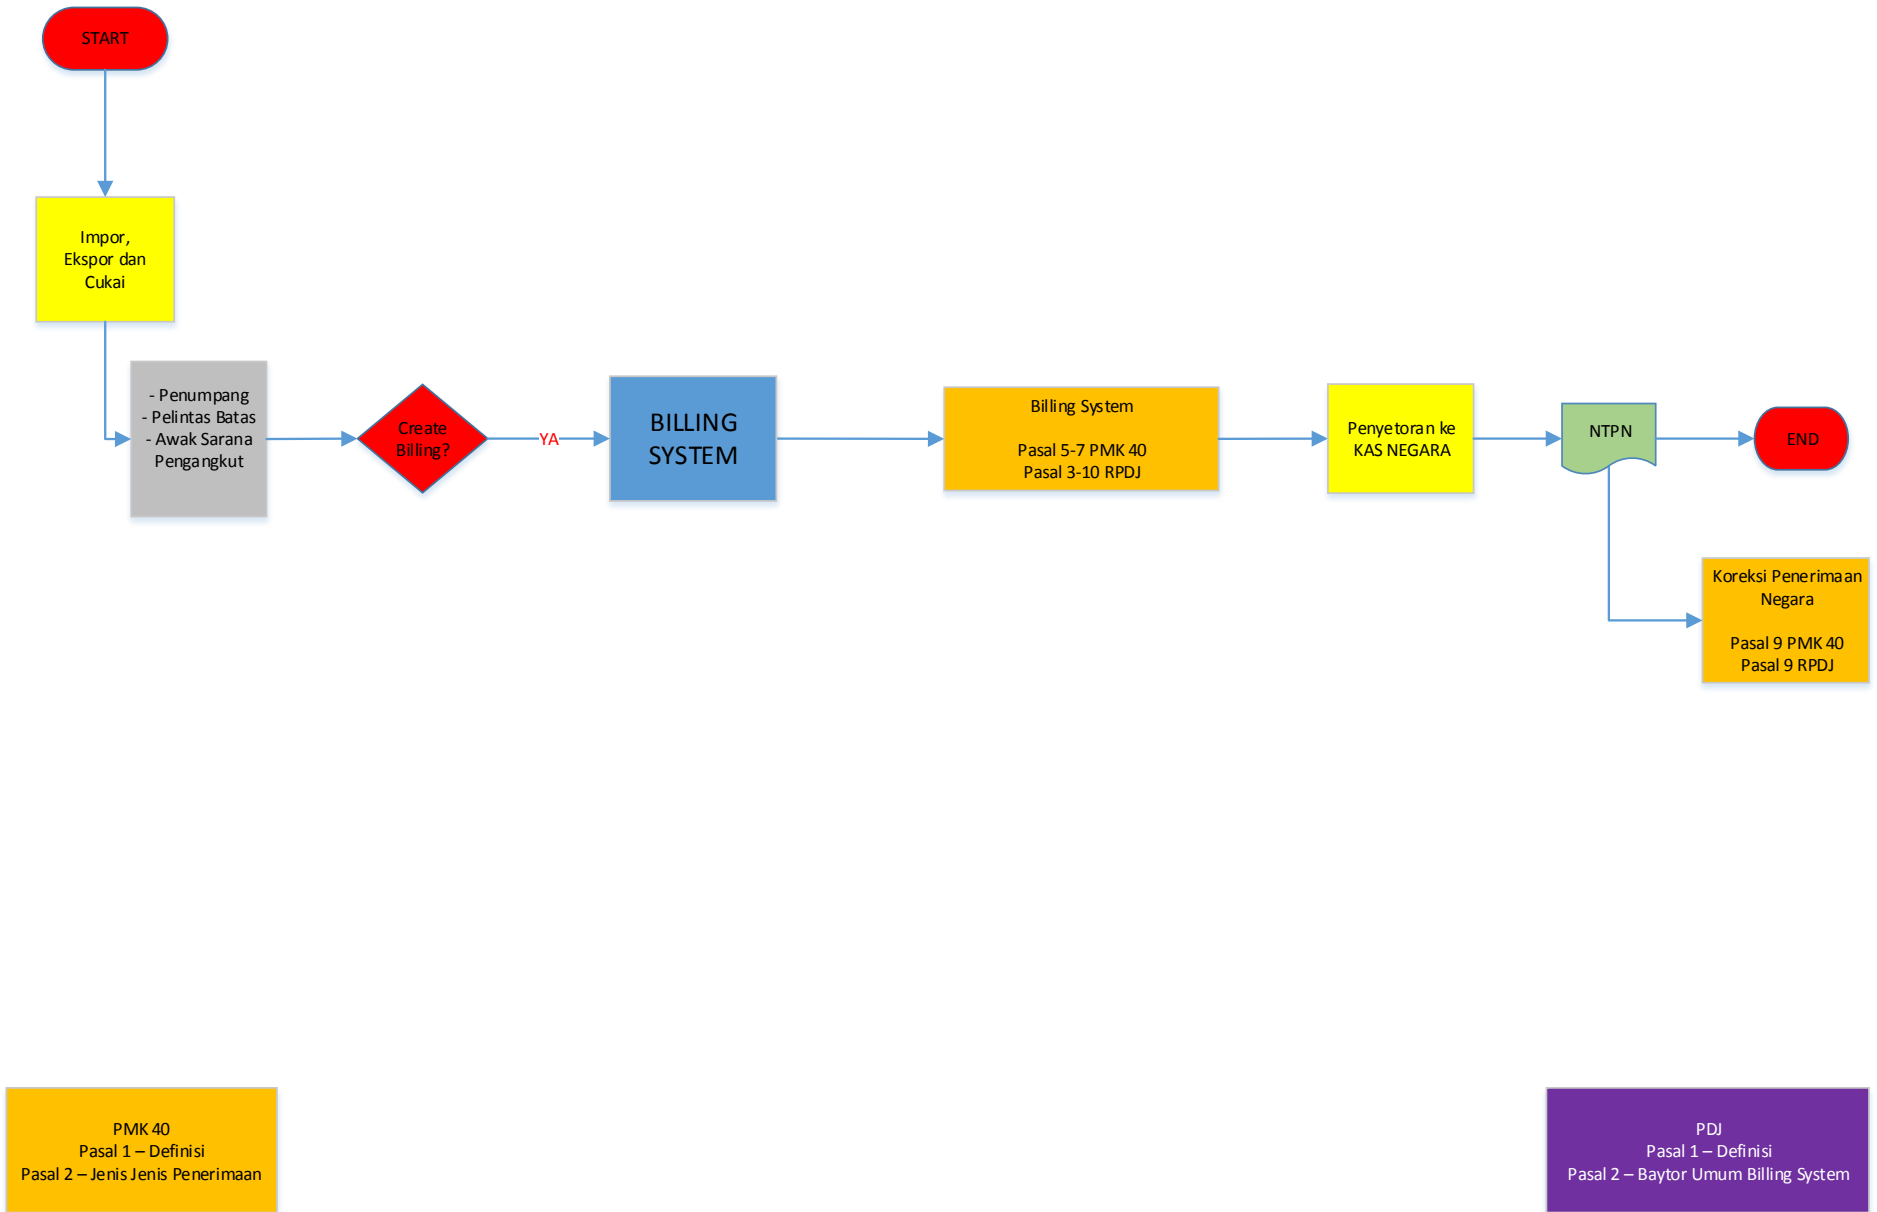 START
Impor,
Ekspor dan
Cukai
- Penumpang
- Pelintas Batas
- Awak Sarana
Pengangkut
Create
Billing?
YA
BILLING
SYSTEM
Billing System
Pasal 5-7 PMK 40
Pasal 3-10 RPDJ
Penyetoran ke
KAS NEGARA
NTPN
END
Koreksi Penerimaan
Negara
Pasal 9 PMK 40
Pasal 9 RPDJ
PMK 40
Pasal 1 – Definisi
Pasal 2 – Jenis Jenis Penerimaan
PDJ
Pasal 1 – Definisi
Pasal 2 – Baytor Umum Billing System